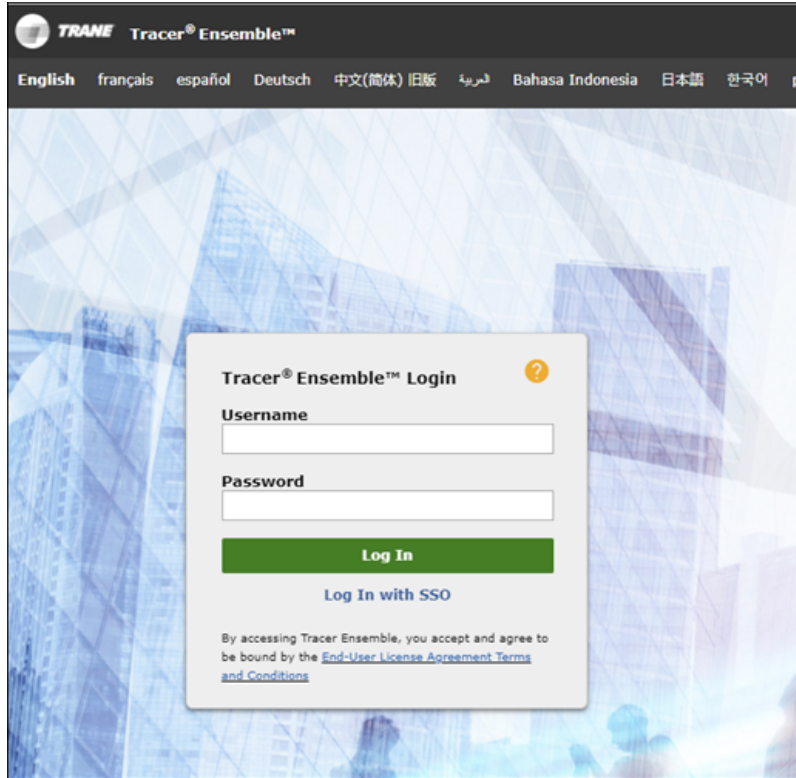 TRANE Tracer® Ensemble™
English français español Deutsch 中文(简体) 旧版 العربية Bahasa Indonesia 日本語 한국어
Tracer® Ensemble™ Login
Username
Password
Log In
Log In with SSO
By accessing Tracer Ensemble, you accept and agree to
be bound by the End-User License Agreement Terms
and Conditions